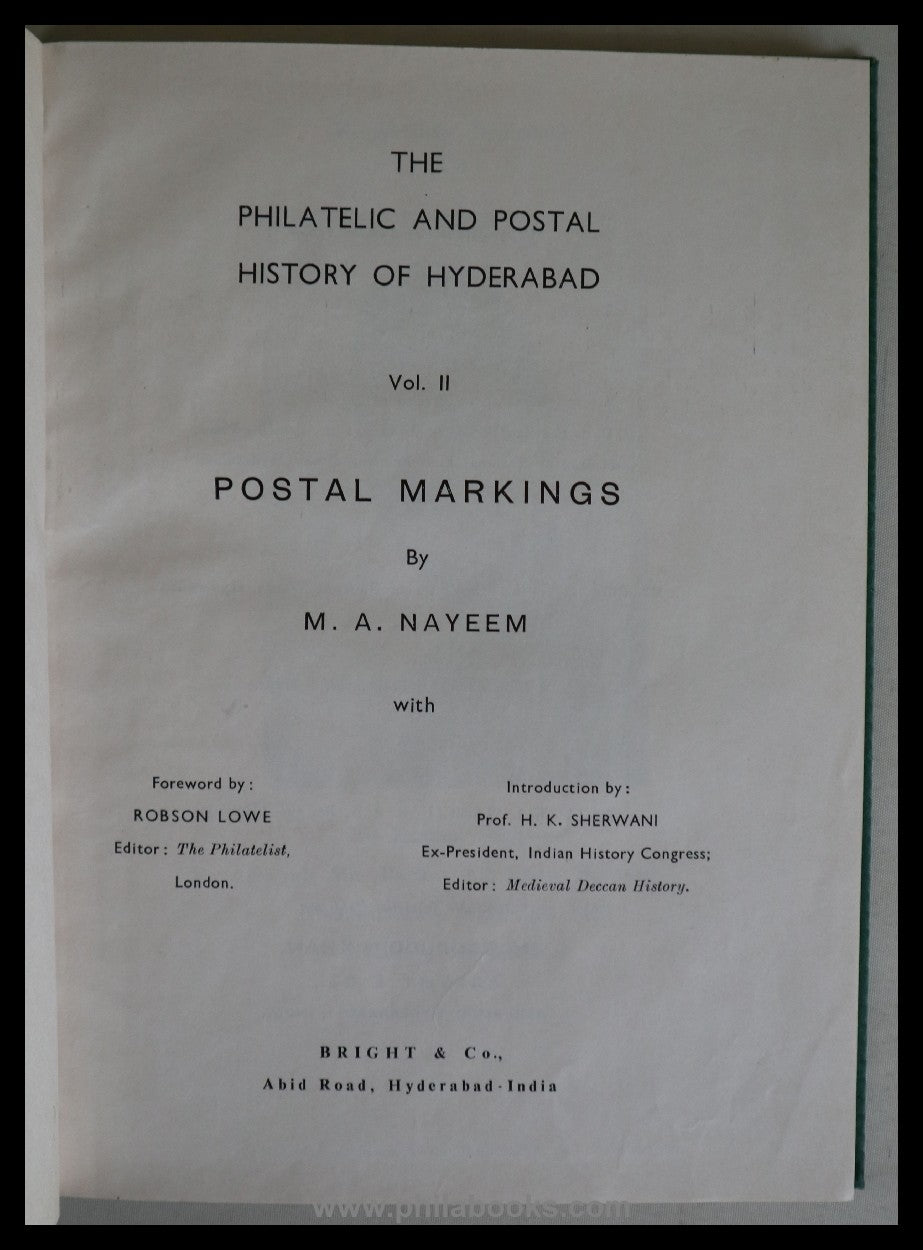 THE
PHILATELIC AND POSTAL
HISTORY OF HYDERABAD
Vol. II
POSTAL MARKINGS
By
M. A. NAYEEM
with
Foreword by :
ROBSON LOWE
Editor : The Philatelist,
London.
Introduction by :
Prof. H. K. SHERWANI
Ex-President, Indian History Congress;
Editor : Medieval Deccan History.
BRIGHT & Co.,
Abid Road, Hyderabad-India
www.philabooks.com